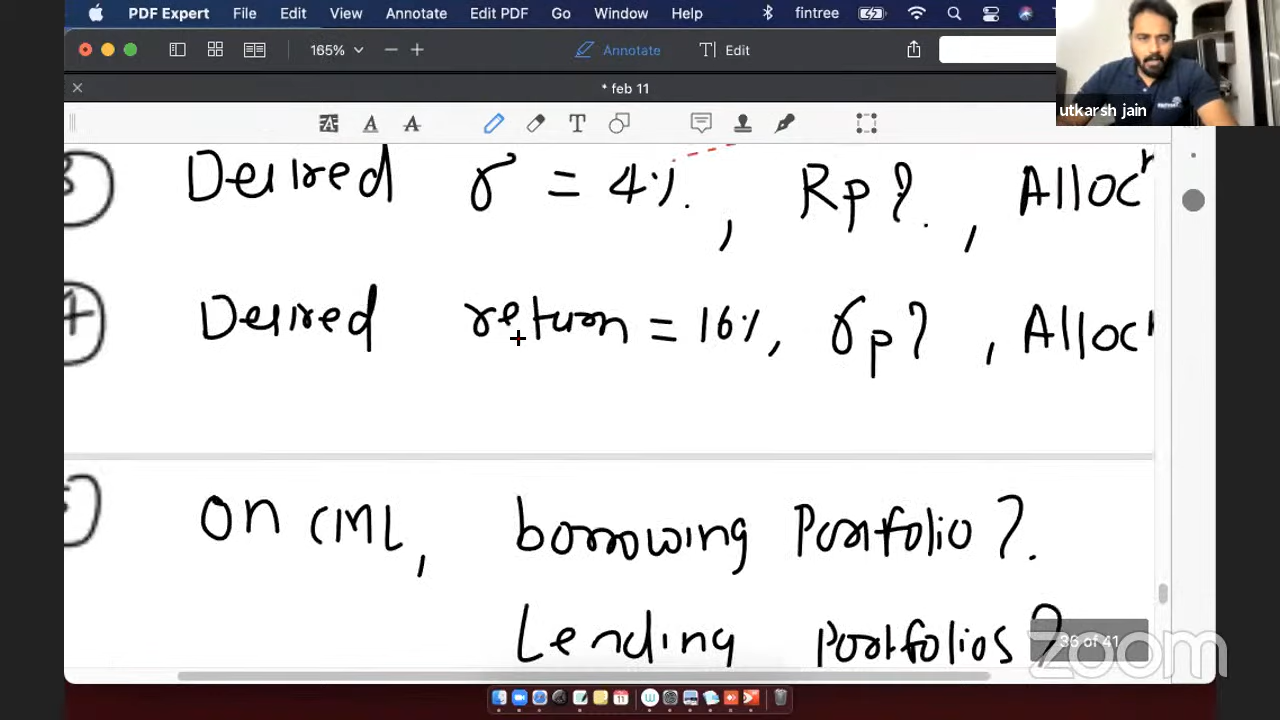 PDF Expert File Edit View Annotate Edit PDF Go Window Help fintree
165% Annotate Edit
utkarsh jain
* feb 11
3 Desired σ = 4%. , Rp? , Allocⁿ
4 Desired return = 16%, σp? , Allocⁿ
5 On CML, borrowing Portfolio?
Lending Portfolios?
36 of 41
zoom